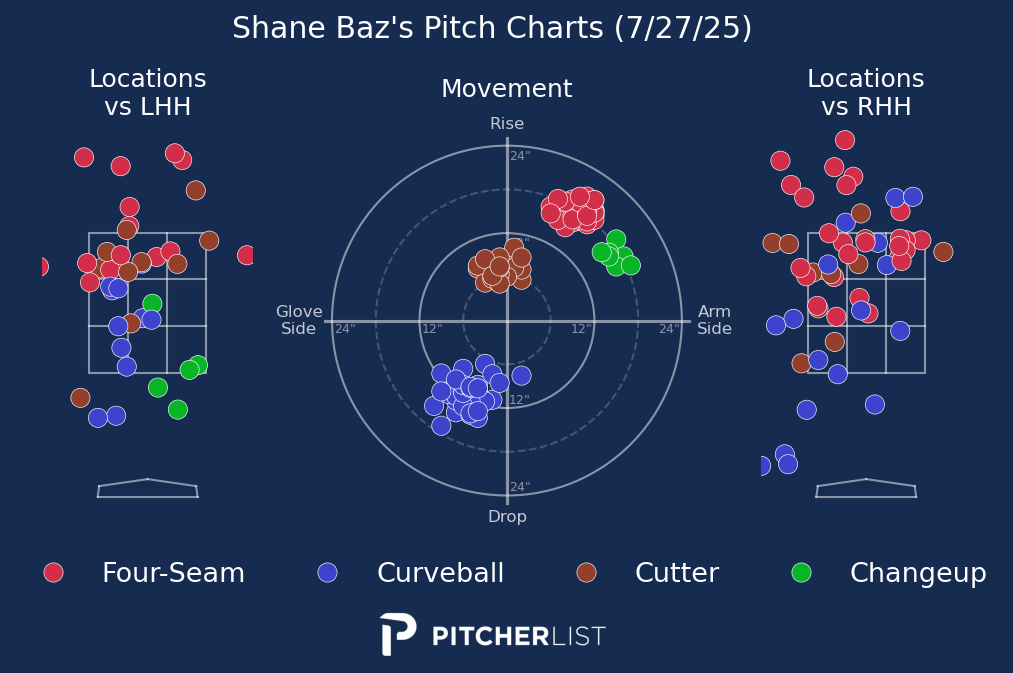 Shane Baz's Pitch Charts (7/27/25)
Locations
vs LHH
Movement
Locations
vs RHH
Rise
24"
Glove
Side
24"
12"
12"
24"
Arm
Side
12"
24"
Drop
Four-Seam
Curveball
Cutter
Changeup
PITCHERLIST